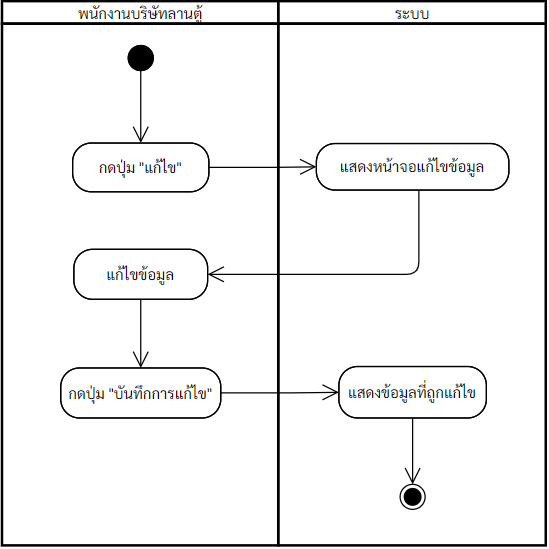 พนักงานบริษัทลานตู้
ระบบ
กดปุ่ม "แก้ไข"
แสดงหน้าจอแก้ไขข้อมูล
แก้ไขข้อมูล
กดปุ่ม "บันทึกการแก้ไข"
แสดงข้อมูลที่ถูกแก้ไข